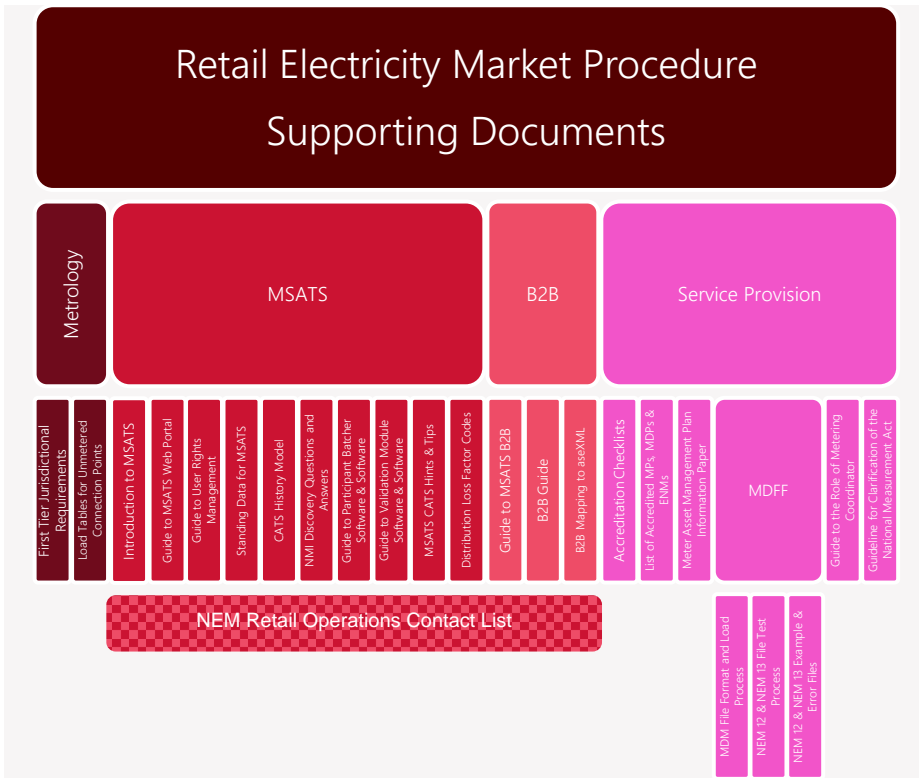 Retail Electricity Market Procedure
Supporting Documents
Metrology
MSATS
B2B
Service Provision
First Tier Jurisdictional
Requirements
Load Tables for Unmetered
Connection Points
Introduction to MSATS
Guide to MSATS Web Portal
Guide to User Rights
Management
Standing Data for MSATS
CATS History Model
NMI Discovery Questions and
Answers
Guide to Participant Batcher
Software & Software
Guide to Validation Module
Software & Software
MSATS CATS Hints & Tips
Distribution Loss Factor Codes
Guide to MSATS B2B
B2B Guide
B2B Mapping to aseXML
Accreditation Checklists
List of Accredited MPs, MDPs &
ENMs
Meter Asset Management Plan
Information Paper
MDFF
Guide to the Role of Metering
Coordinator
Guideline for Clarification of the
National Measurement Act
NEM Retail Operations Contact List
MDM File Format and Load
Process
NEM 12 & NEM 13 File Test
Process
NEM 12 & NEM 13 Example &
Error Files